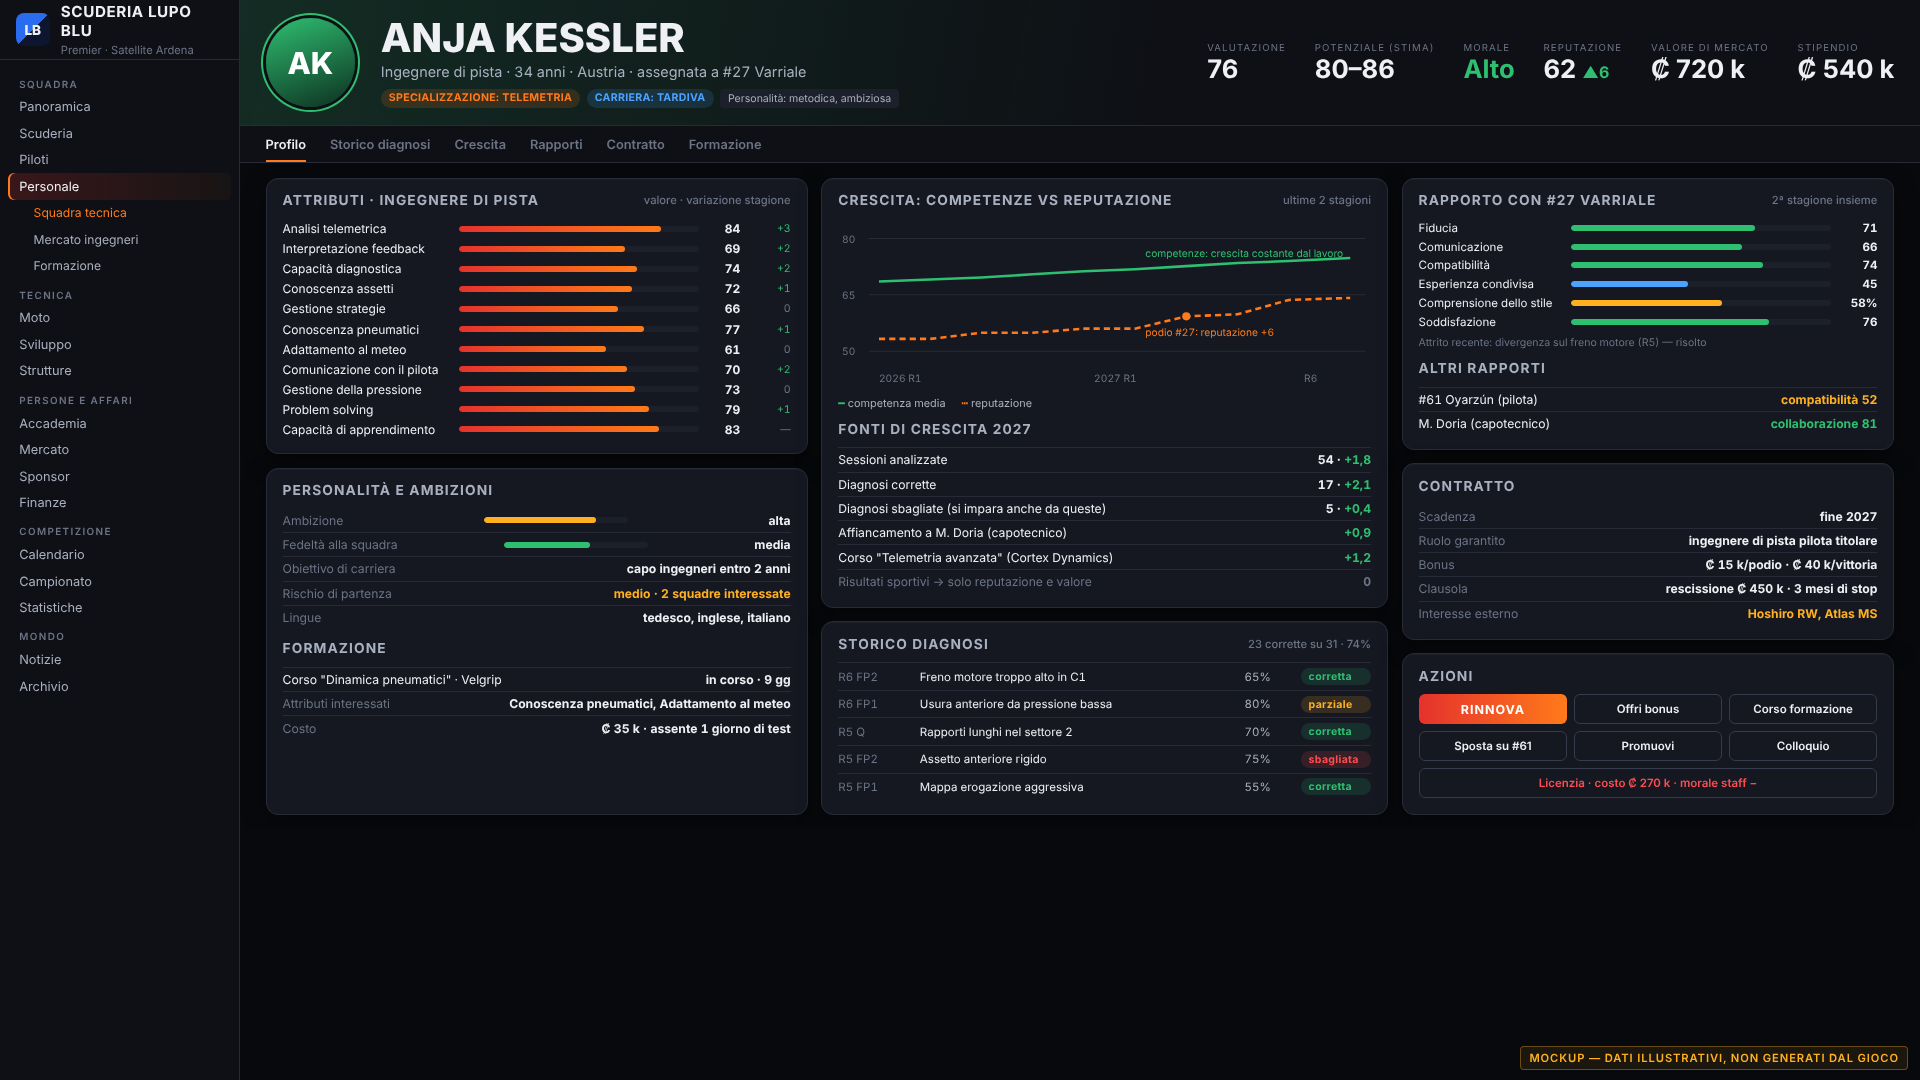 LB
SCUDERIA LUPO BLU
Premier · Satellite Ardena
SQUADRA
Panoramica
Scuderia
Piloti
Personale
Squadra tecnica
Mercato ingegneri
Formazione
TECNICA
Moto
Sviluppo
Strutture
PERSONE E AFFARI
Accademia
Mercato
Sponsor
Finanze
COMPETIZIONE
Calendario
Campionato
Statistiche
MONDO
Notizie
Archivio
AK
ANJA KESSLER
Ingegnere di pista · 34 anni · Austria · assegnata a #27 Varriale
SPECIALIZZAZIONE: TELEMETRIA CARRIERA: TARDIVA Personalità: metodica, ambiziosa
VALUTAZIONE
76
POTENZIALE (STIMA)
80–86
MORALE
Alto
REPUTAZIONE
62 ▲6
VALORE DI MERCATO
₡ 720 k
STIPENDIO
₡ 540 k
Profilo Storico diagnosi Crescita Rapporti Contratto Formazione
ATTRIBUTI · INGEGNERE DI PISTA valore · variazione stagione
Analisi telemetrica 84 +3
Interpretazione feedback 69 +2
Capacità diagnostica 74 +2
Conoscenza assetti 72 +1
Gestione strategie 66 0
Conoscenza pneumatici 77 +1
Adattamento al meteo 61 0
Comunicazione con il pilota 70 +2
Gestione della pressione 73 0
Problem solving 79 +1
Capacità di apprendimento 83 —
PERSONALITÀ E AMBIZIONI
Ambizione alta
Fedeltà alla squadra media
Obiettivo di carriera capo ingegneri entro 2 anni
Rischio di partenza medio · 2 squadre interessate
Lingue tedesco, inglese, italiano
FORMAZIONE
Corso "Dinamica pneumatici" · Velgrip in corso · 9 gg
Attributi interessati Conoscenza pneumatici, Adattamento al meteo
Costo ₡ 35 k · assente 1 giorno di test
CRESCITA: COMPETENZE VS REPUTAZIONE ultime 2 stagioni
80
competenze: crescita costante dal lavoro
65
podio #27: reputazione +6
50
2026 R1 2027 R1 R6
competenza media reputazione
FONTI DI CRESCITA 2027
Sessioni analizzate 54 · +1,8
Diagnosi corrette 17 · +2,1
Diagnosi sbagliate (si impara anche da queste) 5 · +0,4
Affiancamento a M. Doria (capotecnico) +0,9
Corso "Telemetria avanzata" (Cortex Dynamics) +1,2
Risultati sportivi → solo reputazione e valore 0
STORICO DIAGNOSI 23 corrette su 31 · 74%
R6 FP2 Freno motore troppo alto in C1 65% corretta
R6 FP1 Usura anteriore da pressione bassa 80% parziale
R5 Q Rapporti lunghi nel settore 2 70% corretta
R5 FP2 Assetto anteriore rigido 75% sbagliata
R5 FP1 Mappa erogazione aggressiva 55% corretta
RAPPORTO CON #27 VARRIALE 2ª stagione insieme
Fiducia 71
Comunicazione 66
Compatibilità 74
Esperienza condivisa 45
Comprensione dello stile 58%
Soddisfazione 76
Attrito recente: divergenza sul freno motore (R5) — risolto
ALTRI RAPPORTI
#61 Oyarzún (pilota) compatibilità 52
M. Doria (capotecnico) collaborazione 81
CONTRATTO
Scadenza fine 2027
Ruolo garantito ingegnere di pista pilota titolare
Bonus ₡ 15 k/podio · ₡ 40 k/vittoria
Clausola rescissione ₡ 450 k · 3 mesi di stop
Interesse esterno Hoshiro RW, Atlas MS
AZIONI
RINNOVA Offri bonus Corso formazione
Sposta su #61 Promuovi Colloquio
Licenzia · costo ₡ 270 k · morale staff −
MOCKUP — DATI ILLUSTRATIVI, NON GENERATI DAL GIOCO